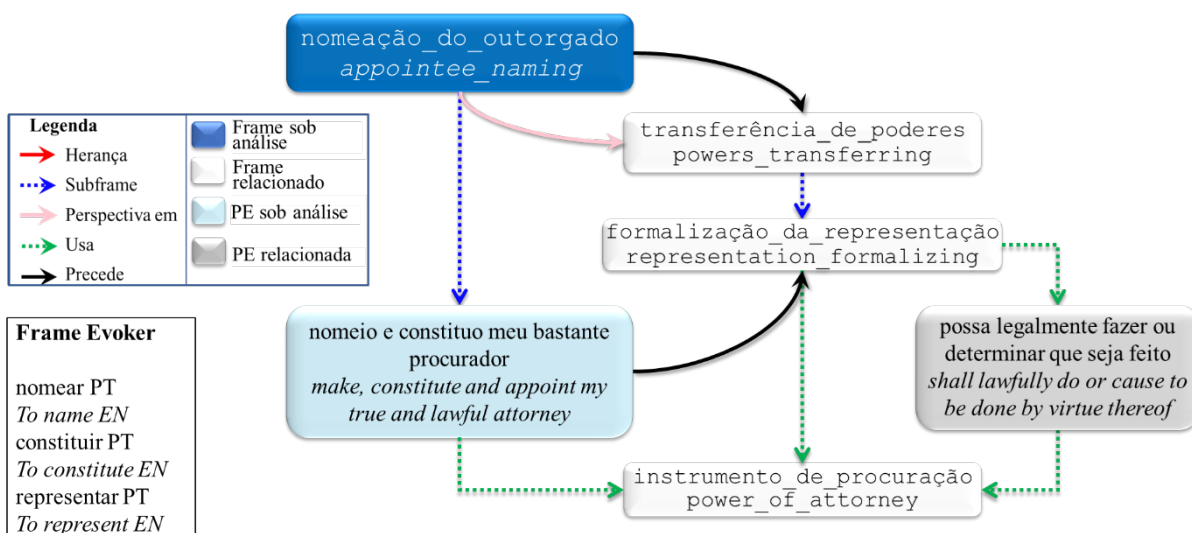 nomeação_do_outorgado
appointee_naming
Legenda
Herança
Subframe
Perspectiva em
Usa
Precede
Frame sob
análise
Frame
relacionado
PE sob análise
PE relacionada
transferência_de_poderes
powers_transferring
formalização_da_representação
representation_formalizing
Frame Evoker
nomear PT
To name EN
constituir PT
To constitute EN
representar PT
To represent EN
nomeio e constituo meu bastante
procurador
make, constitute and appoint my
true and lawful attorney
possa legalmente fazer ou
determinar que seja feito
shall lawfully do or cause to
be done by virtue thereof
instrumento_de_procuração
power_of_attorney